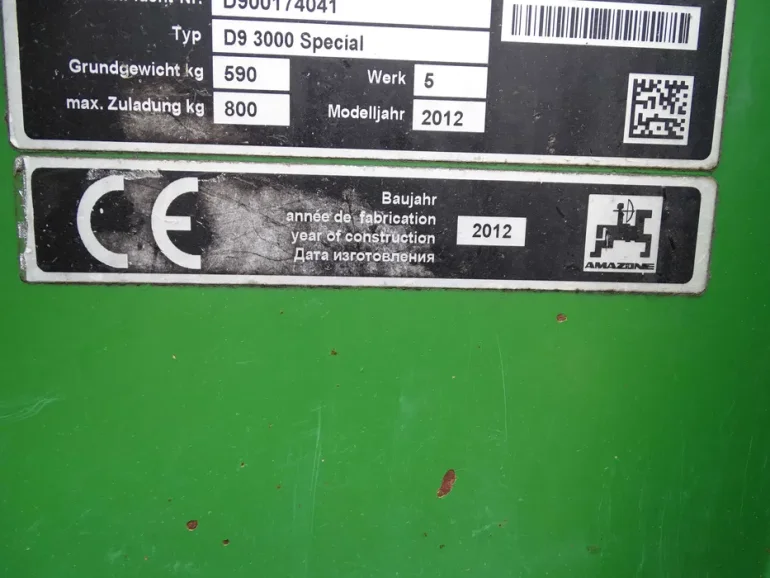 Nr. D900174041
Typ D9 3000 Special
Grundgewicht kg 590 Werk 5
max. Zuladung kg 800 Modelljahr 2012
CE
Baujahr
année de fabrication
year of construction 2012
Дата изготовления
AMAZONE